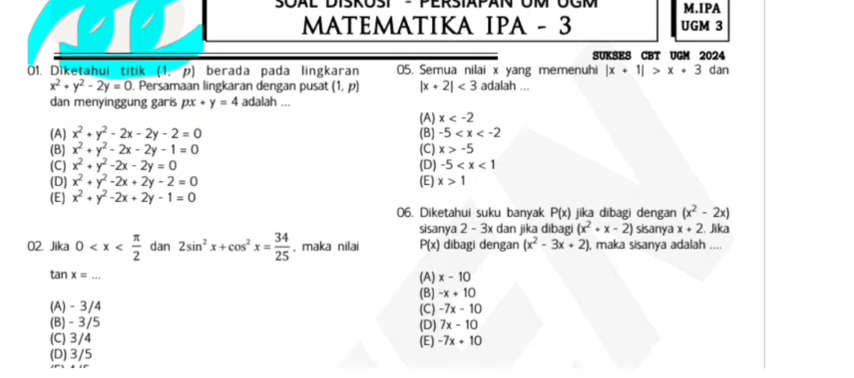 SOAL DISKUSI - PERSIAPAN UM UGM
MATEMATIKA IPA - 3
M.IPA
UGM 3
SUKSES CBT UGM 2024
01. Diketahui titik (1, p) berada pada lingkaran
x² + y² - 2y = 0. Persamaan lingkaran dengan pusat (1, p)
dan menyinggung garis px + y = 4 adalah ...
(A) x² + y² - 2x - 2y - 2 = 0
(B) x² + y² - 2x - 2y - 1 = 0
(C) x² + y² -2x - 2y = 0
(D) x² + y² -2x + 2y - 2 = 0
(E) x² + y² -2x + 2y - 1 = 0
02. Jika 0 < x < π/2 dan 2sin² x+cos² x = 34/25, maka nilai
tan x = ...
(A) - 3/4
(B) - 3/5
(C) 3/4
(D) 3/5
05. Semua nilai x yang memenuhi |x + 1| > x + 3 dan
|x + 2| < 3 adalah ...
(A) x < -2
(B) -5 < x < -2
(C) x > -5
(D) -5 < x < 1
(E) x > 1
06. Diketahui suku banyak P(x) jika dibagi dengan (x² - 2x)
sisanya 2 - 3x dan jika dibagi (x² + x - 2) sisanya x + 2. Jika
P(x) dibagi dengan (x² - 3x + 2), maka sisanya adalah ....
(A) x - 10
(B) -x + 10
(C) -7x - 10
(D) 7x - 10
(E) -7x + 10